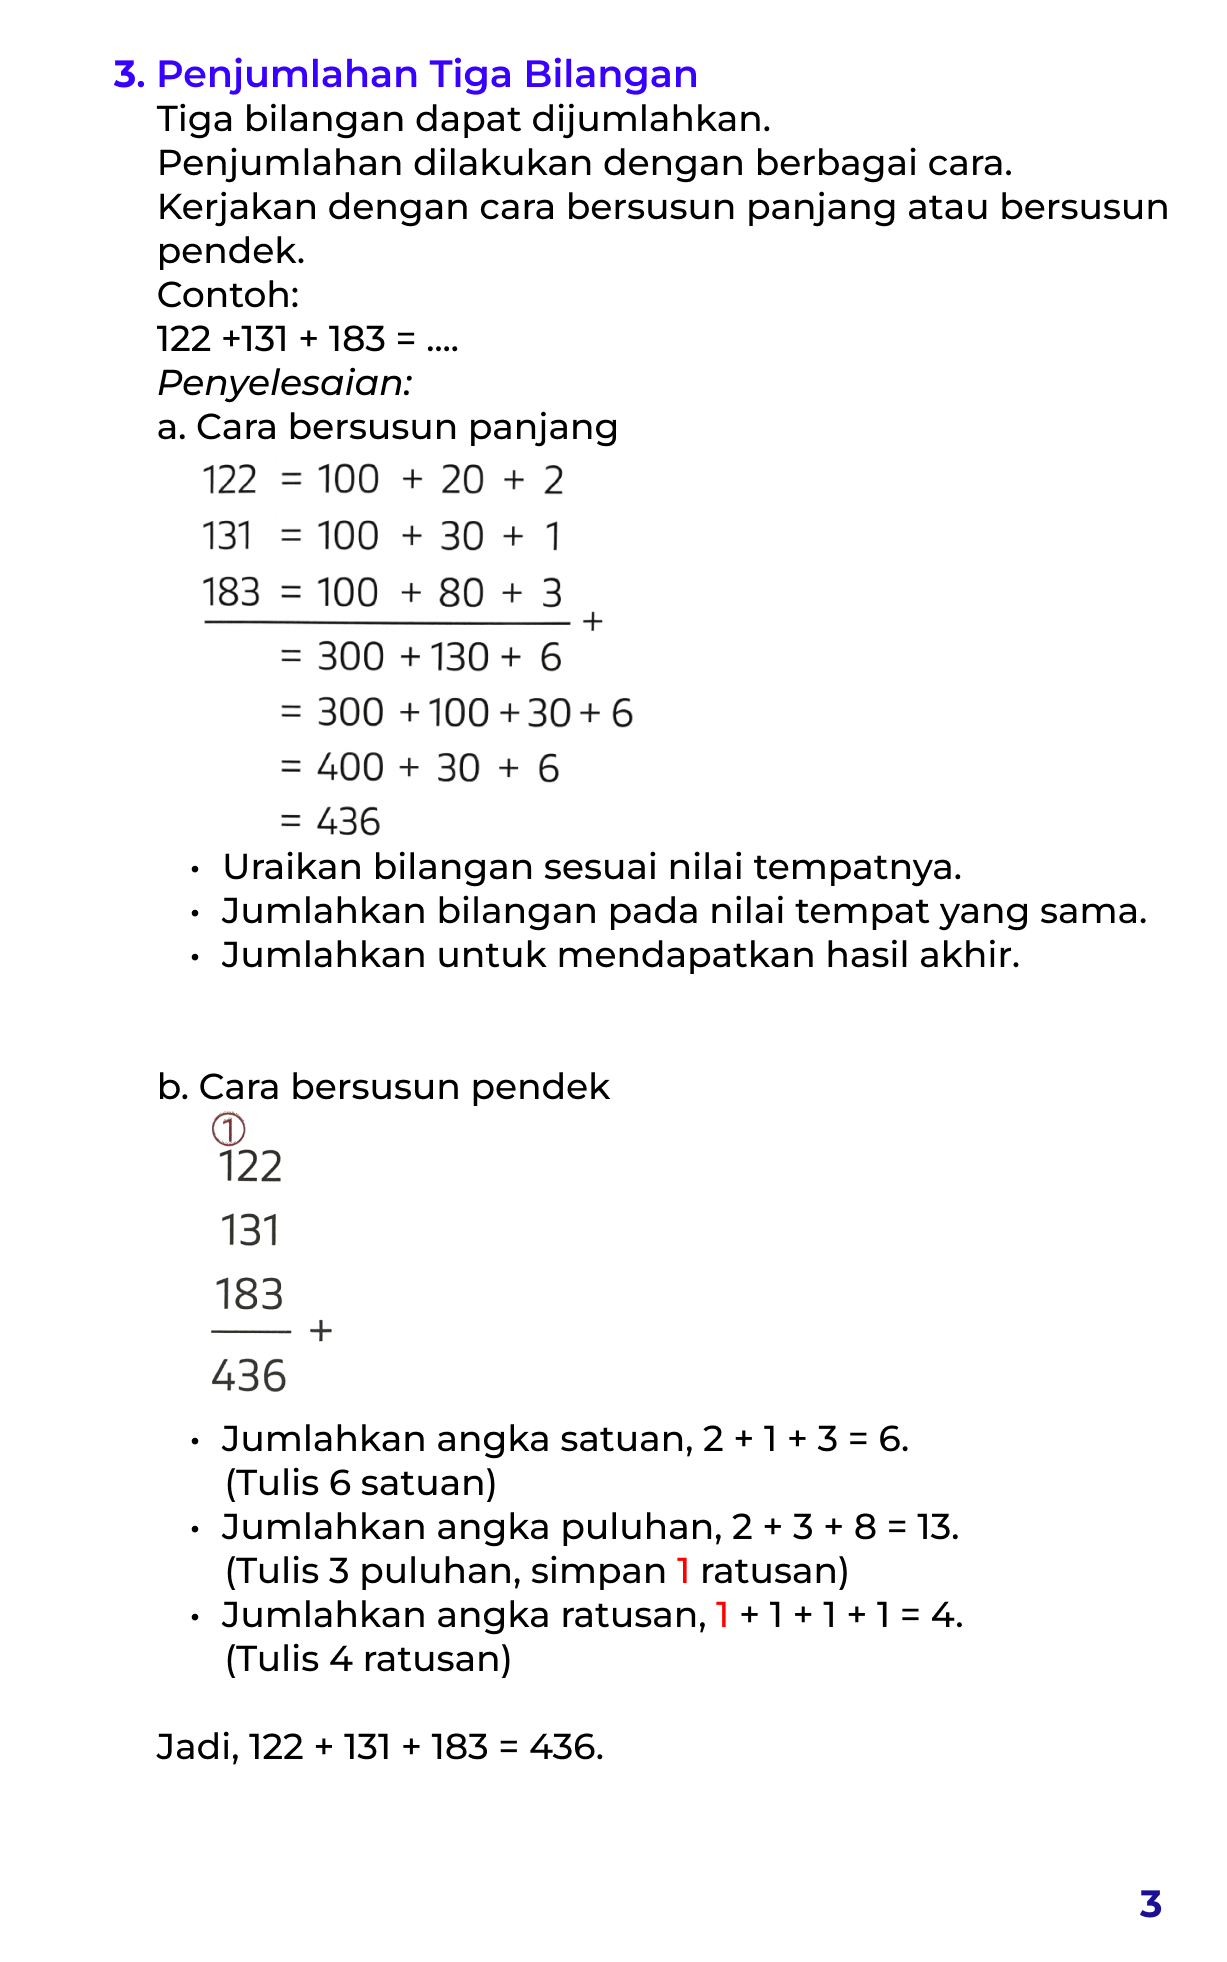 3. Penjumlahan Tiga Bilangan
Tiga bilangan dapat dijumlahkan.
Penjumlahan dilakukan dengan berbagai cara.
Kerjakan dengan cara bersusun panjang atau bersusun
pendek.
Contoh:
122 +131 + 183 = ....
Penyelesaian:
a. Cara bersusun panjang
122 = 100 + 20 + 2
131 = 100 + 30 + 1
183 = 100 + 80 + 3
+
= 300 + 130 + 6
= 300 + 100 + 30 + 6
= 400 + 30 + 6
= 436
• Uraikan bilangan sesuai nilai tempatnya.
• Jumlahkan bilangan pada nilai tempat yang sama.
• Jumlahkan untuk mendapatkan hasil akhir.
b. Cara bersusun pendek
①
122
131
183
+
436
• Jumlahkan angka satuan, 2 + 1 + 3 = 6.
(Tulis 6 satuan)
• Jumlahkan angka puluhan, 2 + 3 + 8 = 13.
(Tulis 3 puluhan, simpan 1 ratusan)
• Jumlahkan angka ratusan, 1 + 1 + 1 + 1 = 4.
(Tulis 4 ratusan)
Jadi, 122 + 131 + 183 = 436.
3